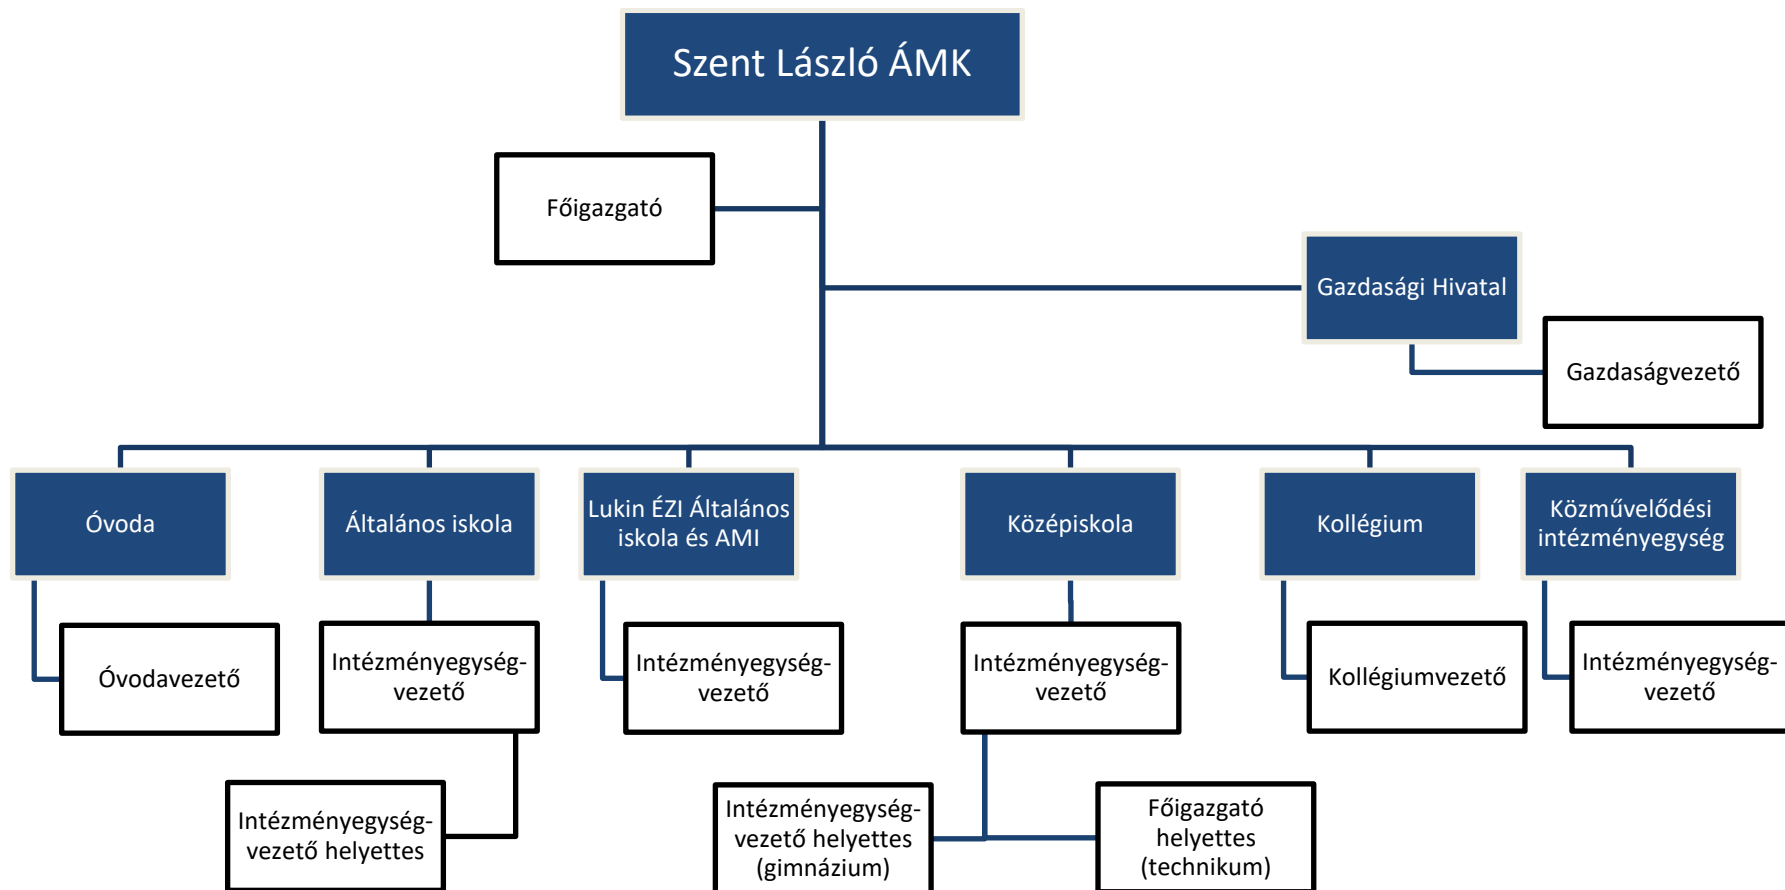 Szent László ÁMK
Főigazgató
Gazdasági Hivatal
Gazdaságvezető
Óvoda
Általános iskola
Lukin ÉZI Általános
iskola és AMI
Középiskola
Kollégium
Közművelődési
intézményegység
Óvodavezető
Intézményegység-
vezető
Intézményegység-
vezető
Intézményegység-
vezető
Kollégiumvezető
Intézményegység-
vezető
Intézményegység-
vezető helyettes
Intézményegység-
vezető helyettes
(gimnázium)
Főigazgató
helyettes
(technikum)